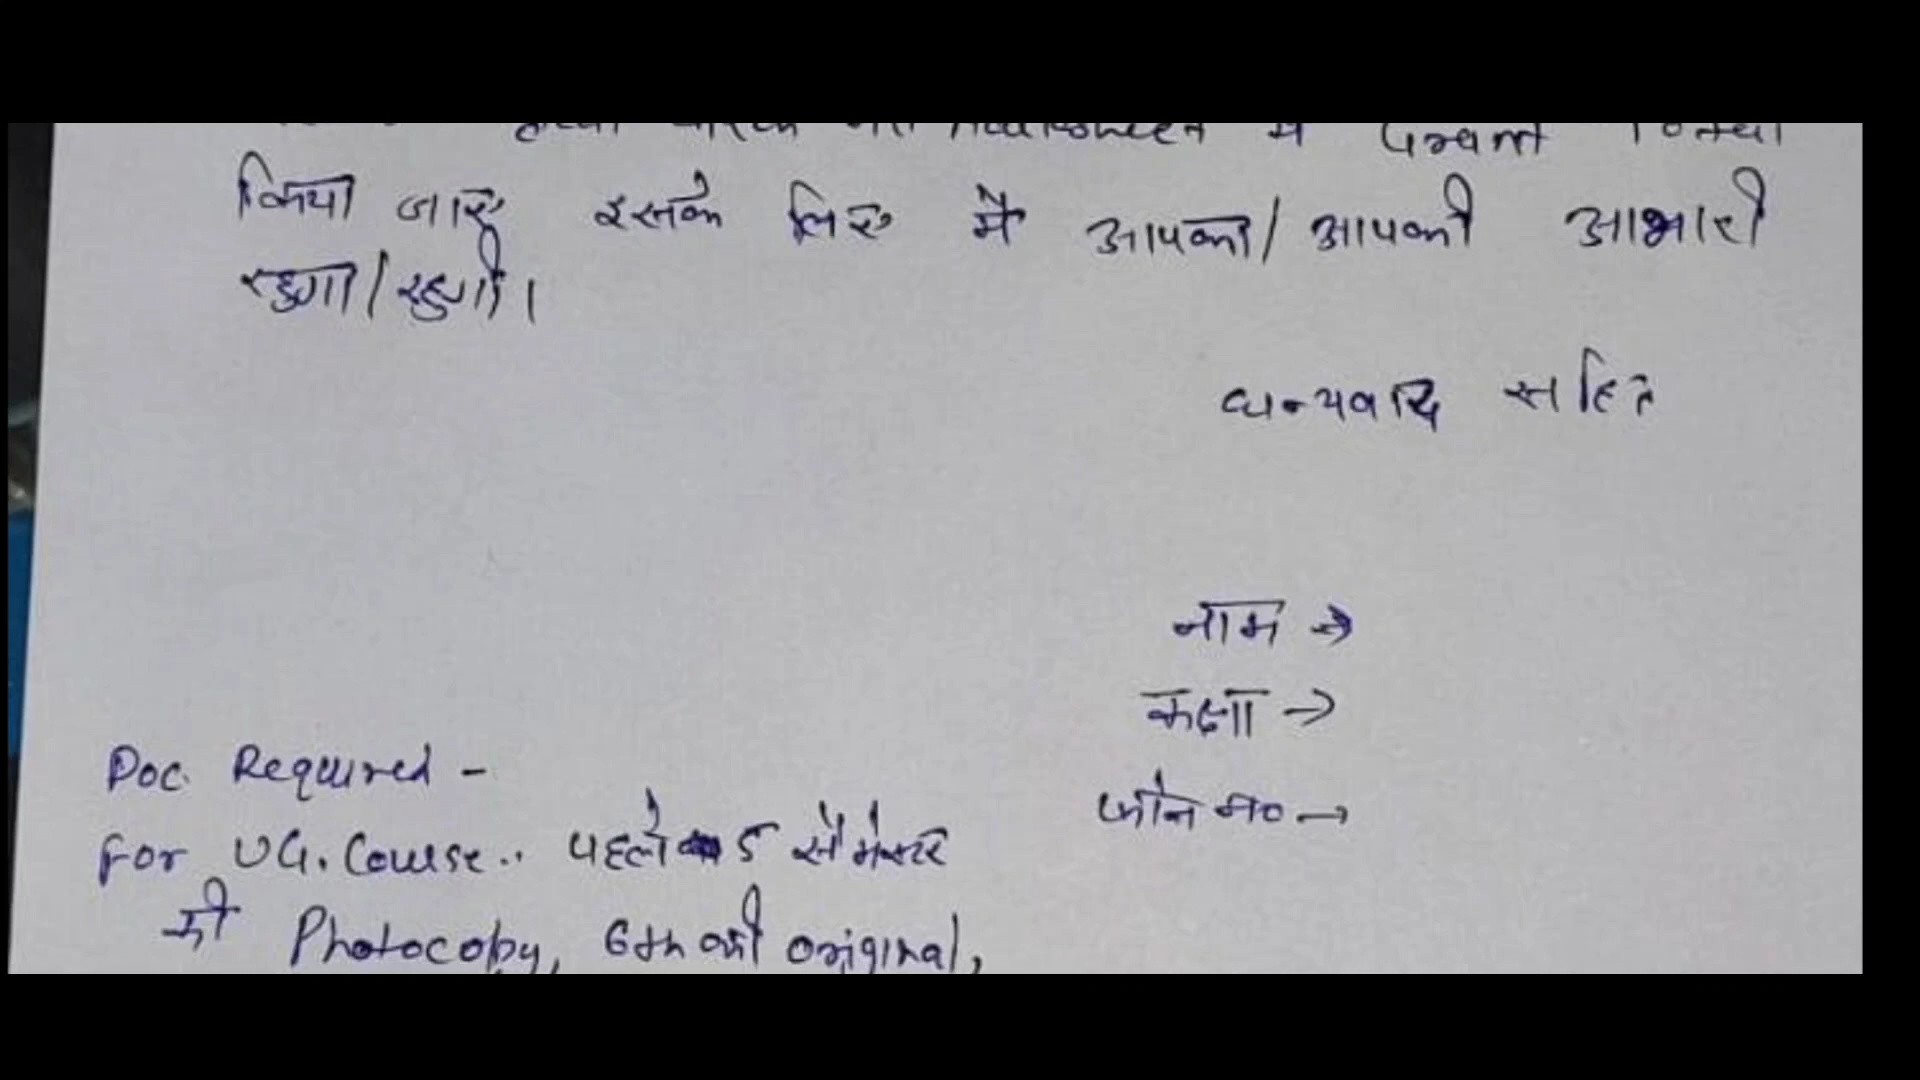 में
किया जाए इसके लिए मैं आपका/आपकी आभारी
रहुगा/रहुगी।
धन्यवाद सहित
नाम →
कक्षा →
फोन न० →
Doc. Required -
For UG. Course.. पहले 5 सेमेस्टर
की Photocopy, 6th की original,